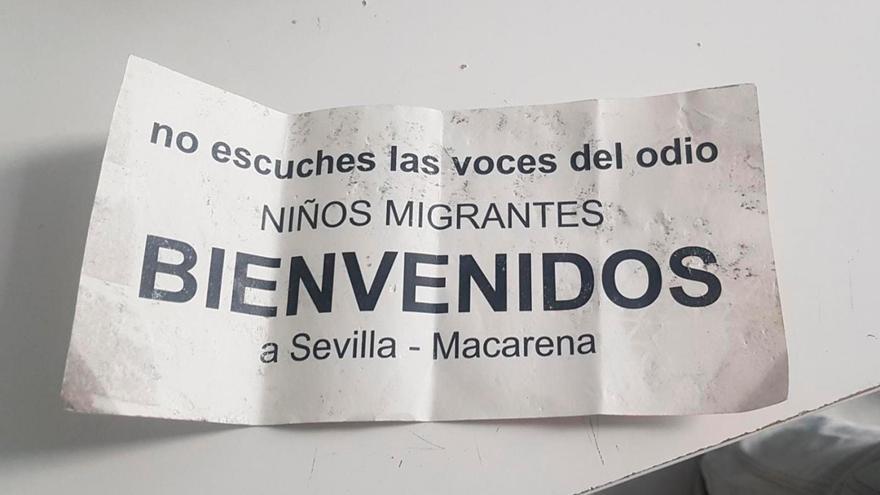 no escuches las voces del odio
NIÑOS MIGRANTES
BIENVENIDOS
a Sevilla - Macarena